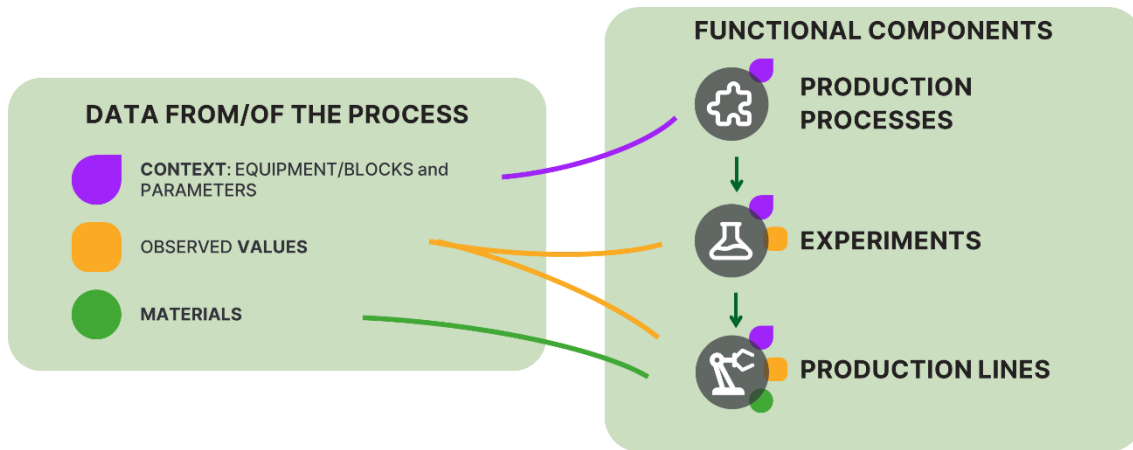 DATA FROM/OF THE PROCESS
CONTEXT: EQUIPMENT/BLOCKS and
PARAMETERS
OBSERVED VALUES
MATERIALS
FUNCTIONAL COMPONENTS
PRODUCTION
PROCESSES
EXPERIMENTS
PRODUCTION LINES